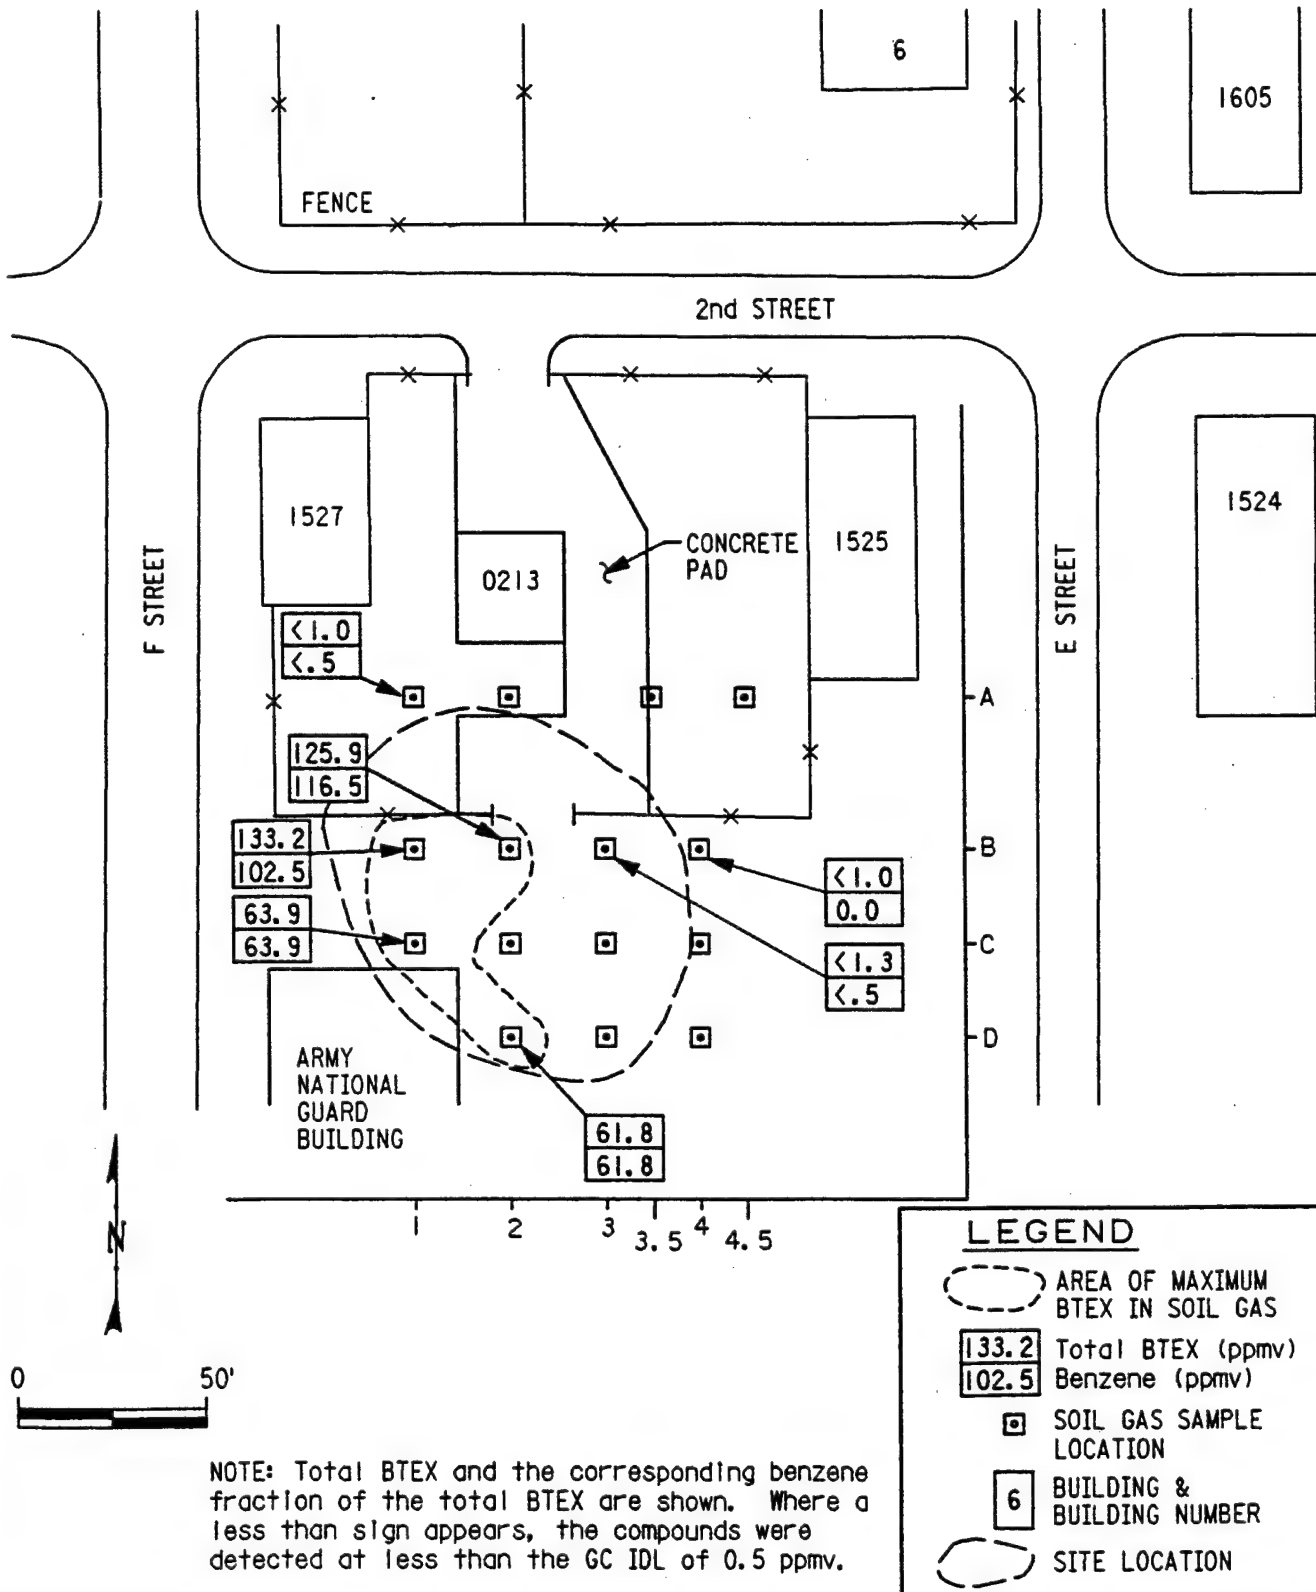 6
1605
FENCE
2nd STREET
1527
0213
CONCRETE
PAD
1525
1524
F STREET
E STREET
<1.0
<.5
A
125.9
116.5
133.2
102.5
B
<1.0
0.0
63.9
63.9
C
<1.3
<.5
D
ARMY
NATIONAL
GUARD
BUILDING
61.8
61.8
1 2 3 3.5 4 4.5
N
0 50'
LEGEND
AREA OF MAXIMUM
BTEX IN SOIL GAS
133.2 Total BTEX (ppmv)
102.5 Benzene (ppmv)
SOIL GAS SAMPLE
LOCATION
6 BUILDING &
BUILDING NUMBER
SITE LOCATION
NOTE: Total BTEX and the corresponding benzene
fraction of the total BTEX are shown. Where a
less than sign appears, the compounds were
detected at less than the GC IDL of 0.5 ppmv.